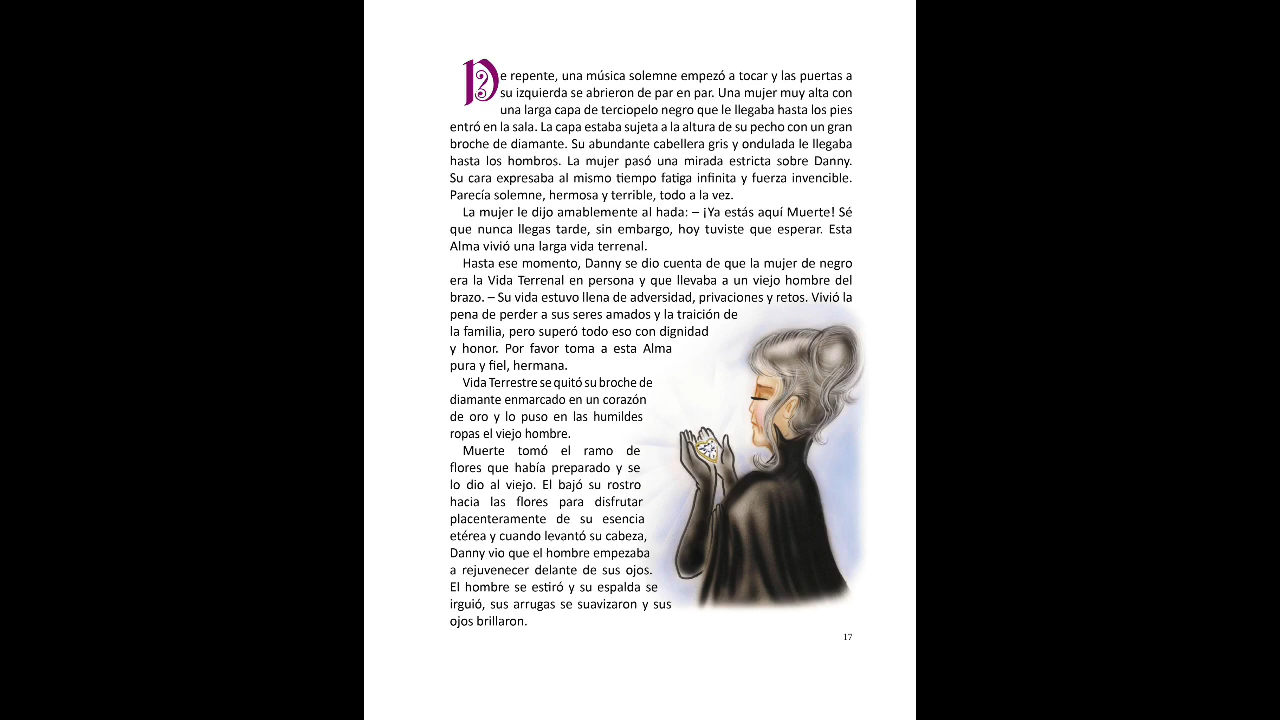 De repente, una música solemne empezó a tocar y las puertas a
su izquierda se abrieron de par en par. Una mujer muy alta con
una larga capa de terciopelo negro que le llegaba hasta los pies
entró en la sala. La capa estaba sujeta a la altura de su pecho con un gran
broche de diamante. Su abundante cabellera gris y ondulada le llegaba
hasta los hombros. La mujer pasó una mirada estricta sobre Danny.
Su cara expresaba al mismo tiempo fatiga infinita y fuerza invencible.
Parecía solemne, hermosa y terrible, todo a la vez.
La mujer le dijo amablemente al hada: – ¡Ya estás aquí Muerte! Sé
que nunca llegas tarde, sin embargo, hoy tuviste que esperar. Esta
Alma vivió una larga vida terrenal.
Hasta ese momento, Danny se dio cuenta de que la mujer de negro
era la Vida Terrenal en persona y que llevaba a un viejo hombre del
brazo. – Su vida estuvo llena de adversidad, privaciones y retos. Vivió la
pena de perder a sus seres amados y la traición de
la familia, pero superó todo eso con dignidad
y honor. Por favor toma a esta Alma
pura y fiel, hermana.
Vida Terrestre se quitó su broche de
diamante enmarcado en un corazón
de oro y lo puso en las humildes
ropas el viejo hombre.
Muerte tomó el ramo de
flores que había preparado y se
lo dio al viejo. El bajó su rostro
hacia las flores para disfrutar
placenteramente de su esencia
etérea y cuando levantó su cabeza,
Danny vio que el hombre empezaba
a rejuvenecer delante de sus ojos.
El hombre se estiró y su espalda se
irguió, sus arrugas se suavizaron y sus
ojos brillaron.
17